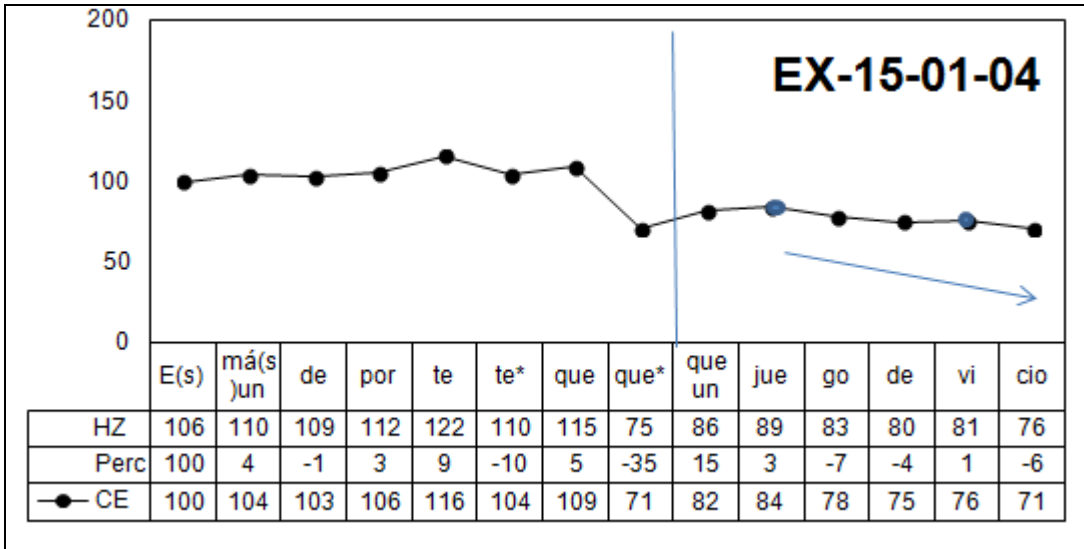 200
EX-15-01-04
150
100
50
0
E(s) má(s )un de por te te* que que* que un jue go de vi cio
HZ 106 110 109 112 122 110 115 75 86 89 83 80 81 76
Perc 100 4 -1 3 9 -10 5 -35 15 3 -7 -4 1 -6
CE 100 104 103 106 116 104 109 71 82 84 78 75 76 71